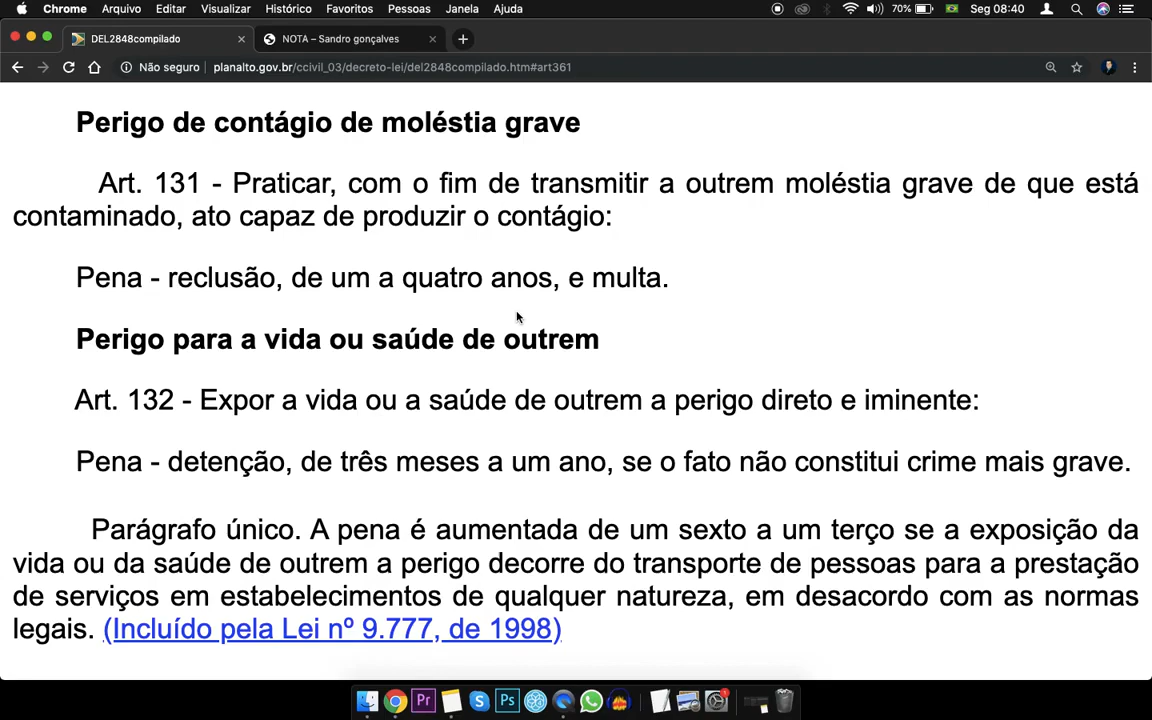 Chrome Arquivo Editar Visualizar Histórico Favoritos Pessoas Janela Ajuda 70% Seg 08:40
DEL2848compilado NOTA – Sandro gonçalves
Não seguro planalto.gov.br/ccivil_03/decreto-lei/del2848compilado.htm#art361
Perigo de contágio de moléstia grave
Art. 131 - Praticar, com o fim de transmitir a outrem moléstia grave de que está
contaminado, ato capaz de produzir o contágio:
Pena - reclusão, de um a quatro anos, e multa.
Perigo para a vida ou saúde de outrem
Art. 132 - Expor a vida ou a saúde de outrem a perigo direto e iminente:
Pena - detenção, de três meses a um ano, se o fato não constitui crime mais grave.
Parágrafo único. A pena é aumentada de um sexto a um terço se a exposição da
vida ou da saúde de outrem a perigo decorre do transporte de pessoas para a prestação
de serviços em estabelecimentos de qualquer natureza, em desacordo com as normas
legais. (Incluído pela Lei nº 9.777, de 1998)
Pr Ps